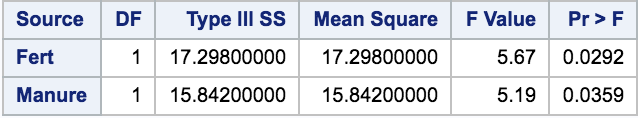 Source DF Type III SS Mean Square F Value Pr > F
Fert 1 17.29800000 17.29800000 5.67 0.0292
Manure 1 15.84200000 15.84200000 5.19 0.0359